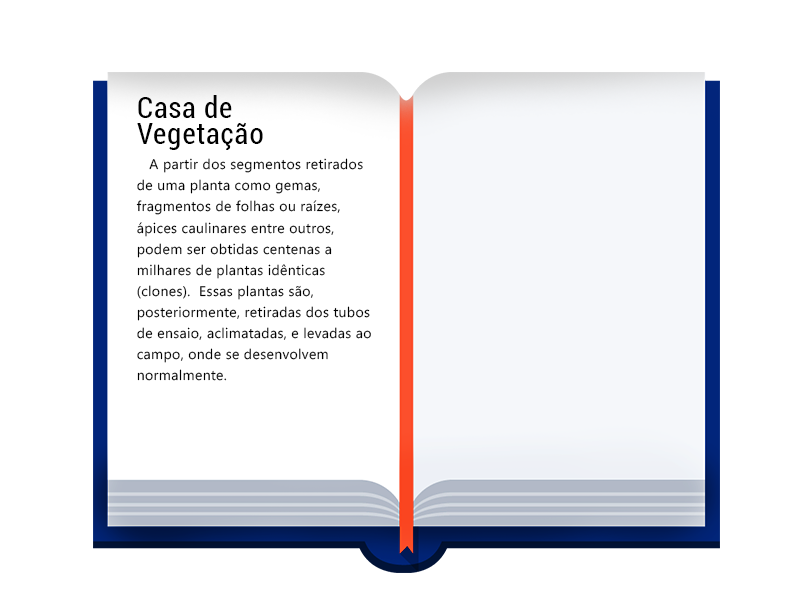 Casa de
Vegetação
A partir dos segmentos retirados
de uma planta como gemas,
fragmentos de folhas ou raízes,
ápices caulinares entre outros,
podem ser obtidas centenas a
milhares de plantas idênticas
(clones).  Essas plantas são,
posteriormente, retiradas dos tubos
de ensaio, aclimatadas, e levadas ao
campo, onde se desenvolvem
normalmente.